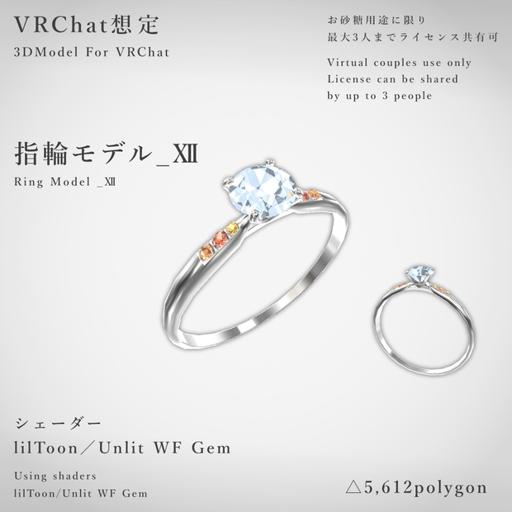 VRChat想定
3DModel For VRChat
お砂糖用途に限り
最大3人までライセンス共有可
Virtual couples use only
License can be shared
by up to 3 people
指輪モデル_Ⅻ
Ring Model _Ⅻ
シェーダー
lilToon／Unlit WF Gem
Using shaders
lilToon/Unlit WF Gem
△5,612polygon